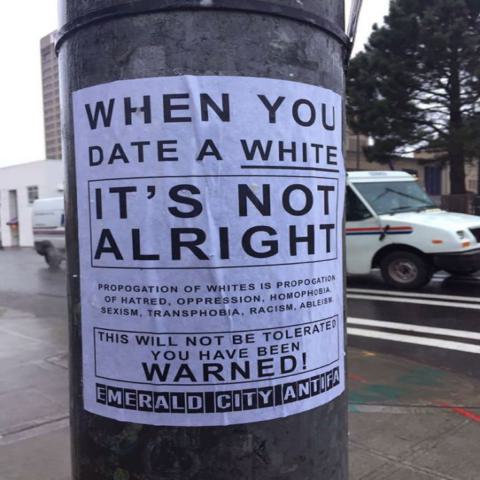 WHEN YOU
DATE A WHITE
IT'S NOT
ALRIGHT
PROPOGATION OF WHITES IS PROPOGATION
OF HATRED, OPPRESSION, HOMOPHOBIA,
SEXISM, TRANSPHOBIA, RACISM, ABLEISM.
THIS WILL NOT BE TOLERATED
YOU HAVE BEEN
WARNED!
EMERALD CITY ANTIFA